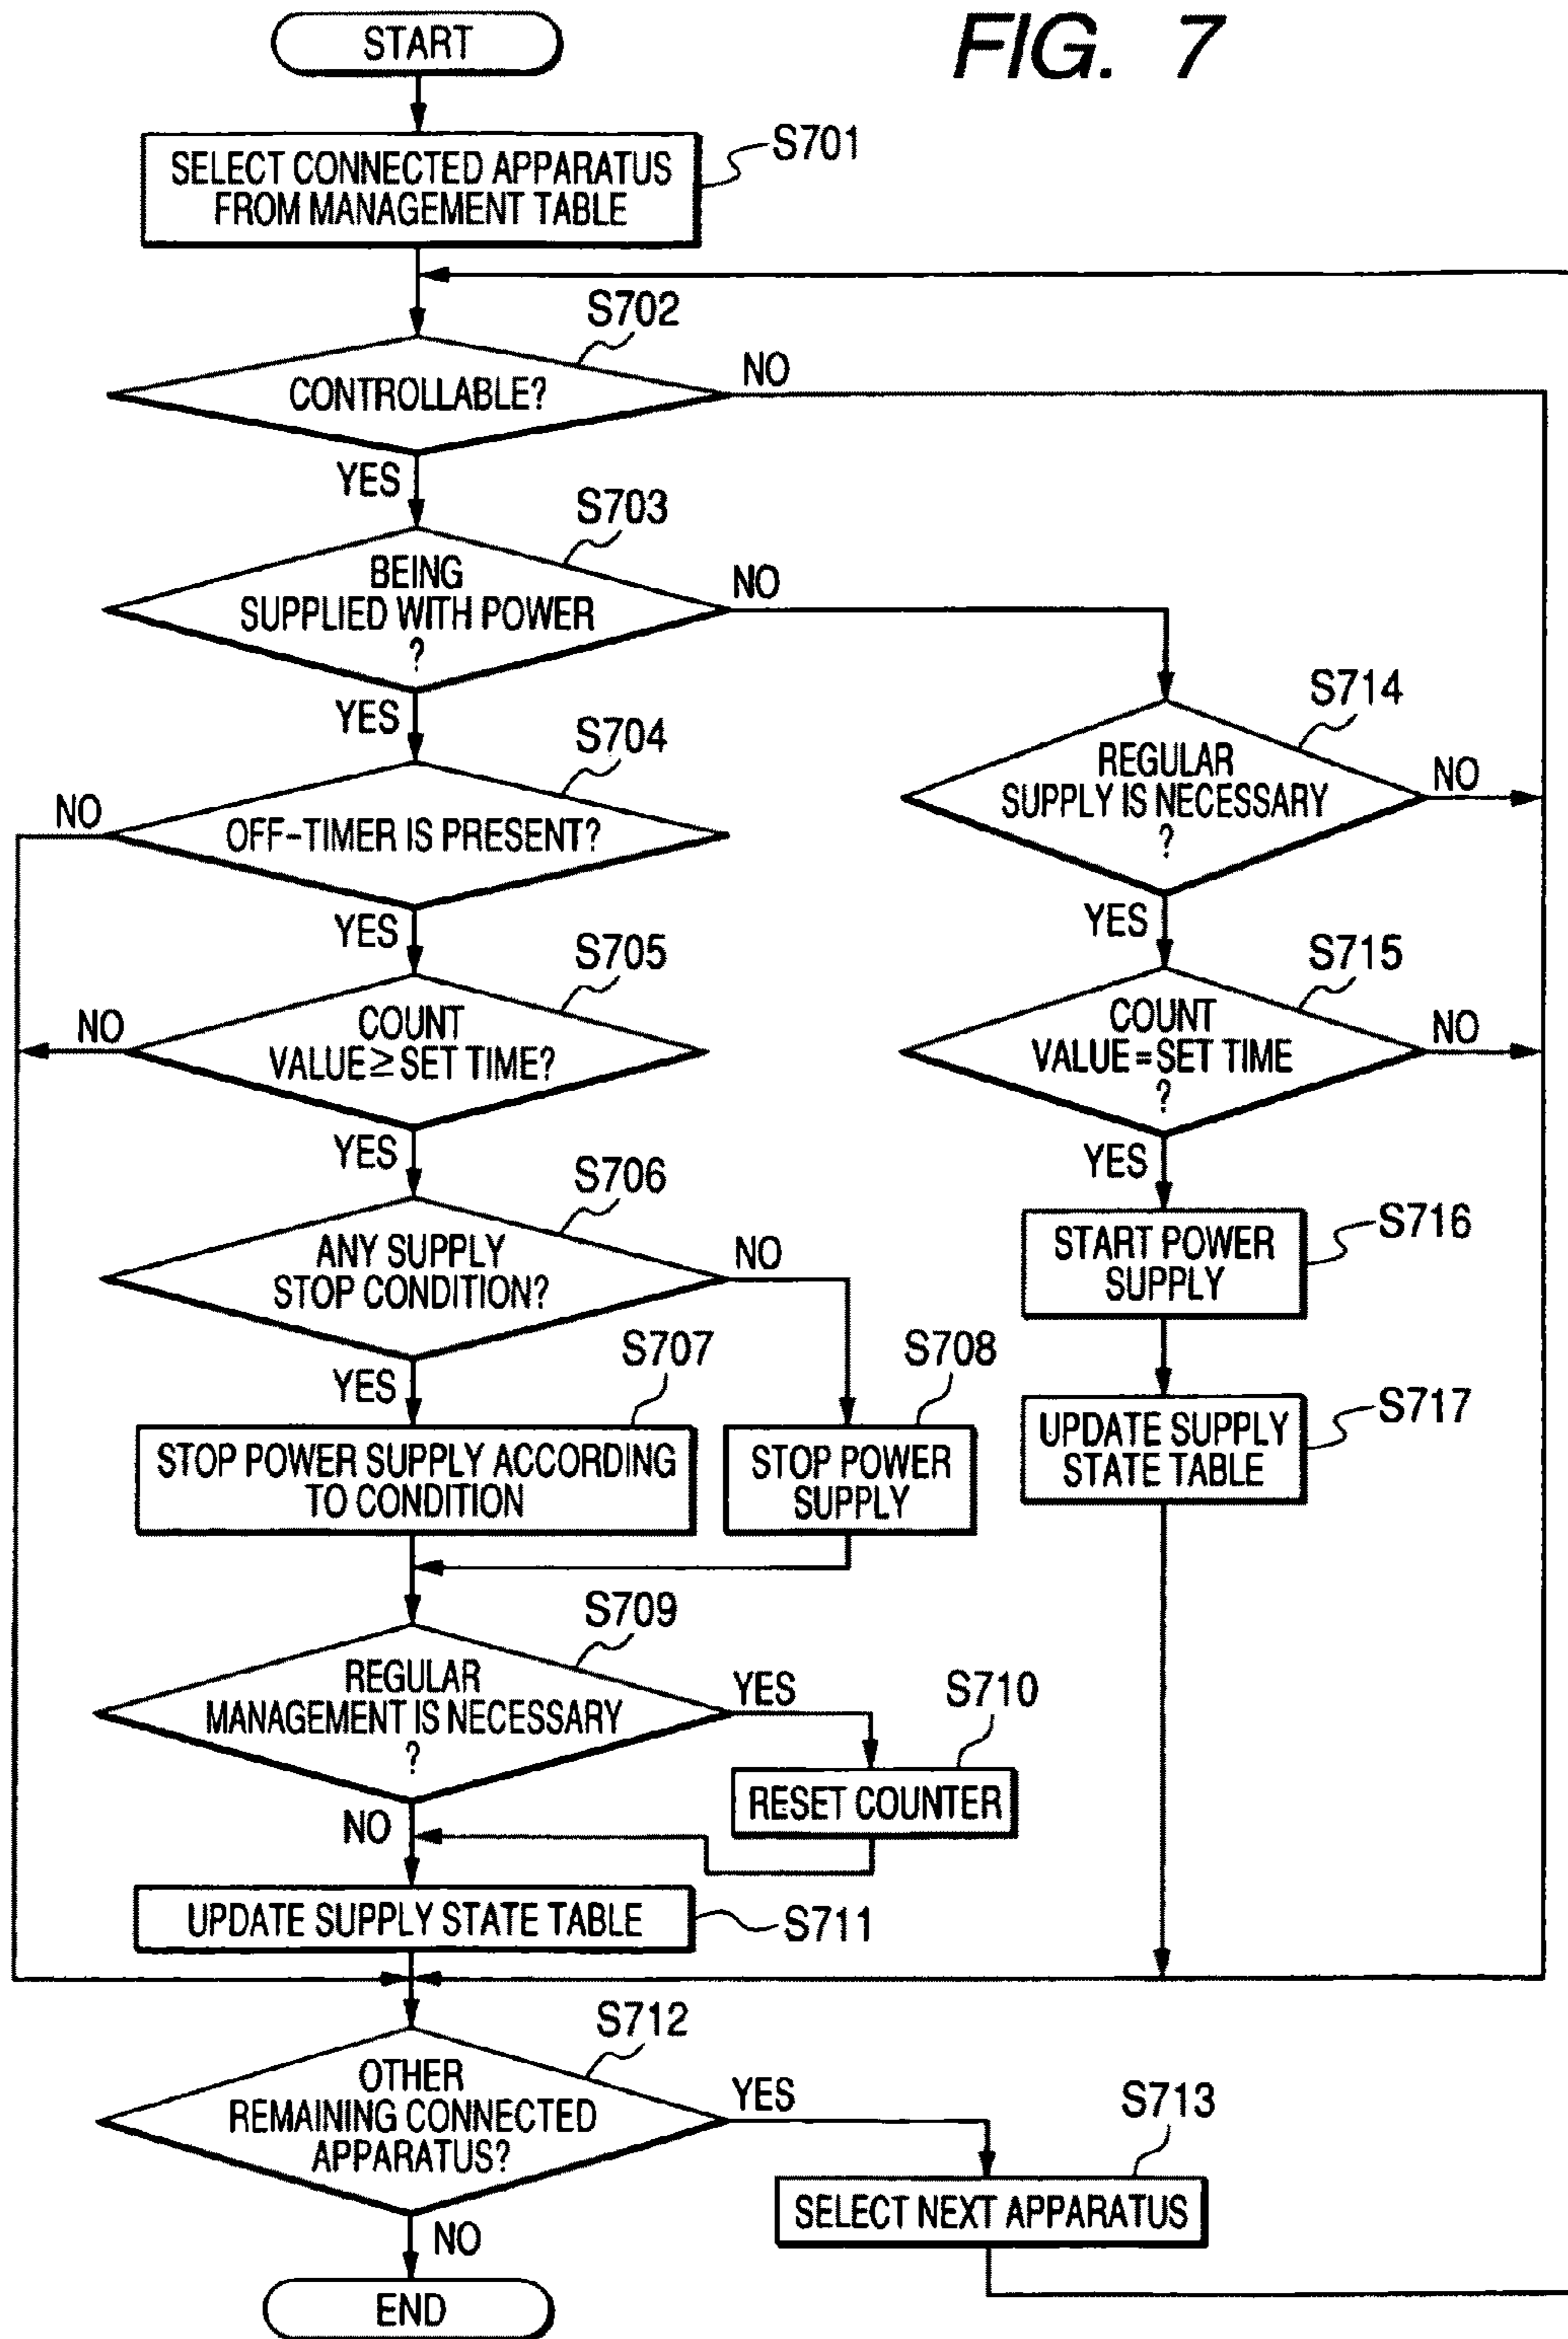 FIG. 7
START
S701
SELECT CONNECTED APPARATUS
FROM MANAGEMENT TABLE
S702
CONTROLLABLE?
NO
YES
S703
BEING
SUPPLIED WITH POWER
?
NO
YES
S704
OFF-TIMER IS PRESENT?
NO
YES
S714
REGULAR
SUPPLY IS NECESSARY
?
NO
YES
S705
COUNT
VALUE≥SET TIME?
NO
YES
S715
COUNT
VALUE=SET TIME
?
NO
YES
S706
ANY SUPPLY
STOP CONDITION?
NO
YES
S716
START POWER
SUPPLY
S707
STOP POWER SUPPLY ACCORDING
TO CONDITION
S708
STOP POWER
SUPPLY
S717
UPDATE SUPPLY
STATE TABLE
S709
REGULAR
MANAGEMENT IS NECESSARY
?
YES
NO
S710
RESET COUNTER
UPDATE SUPPLY STATE TABLE
S711
S712
OTHER
REMAINING CONNECTED
APPARATUS?
YES
NO
S713
SELECT NEXT APPARATUS
END